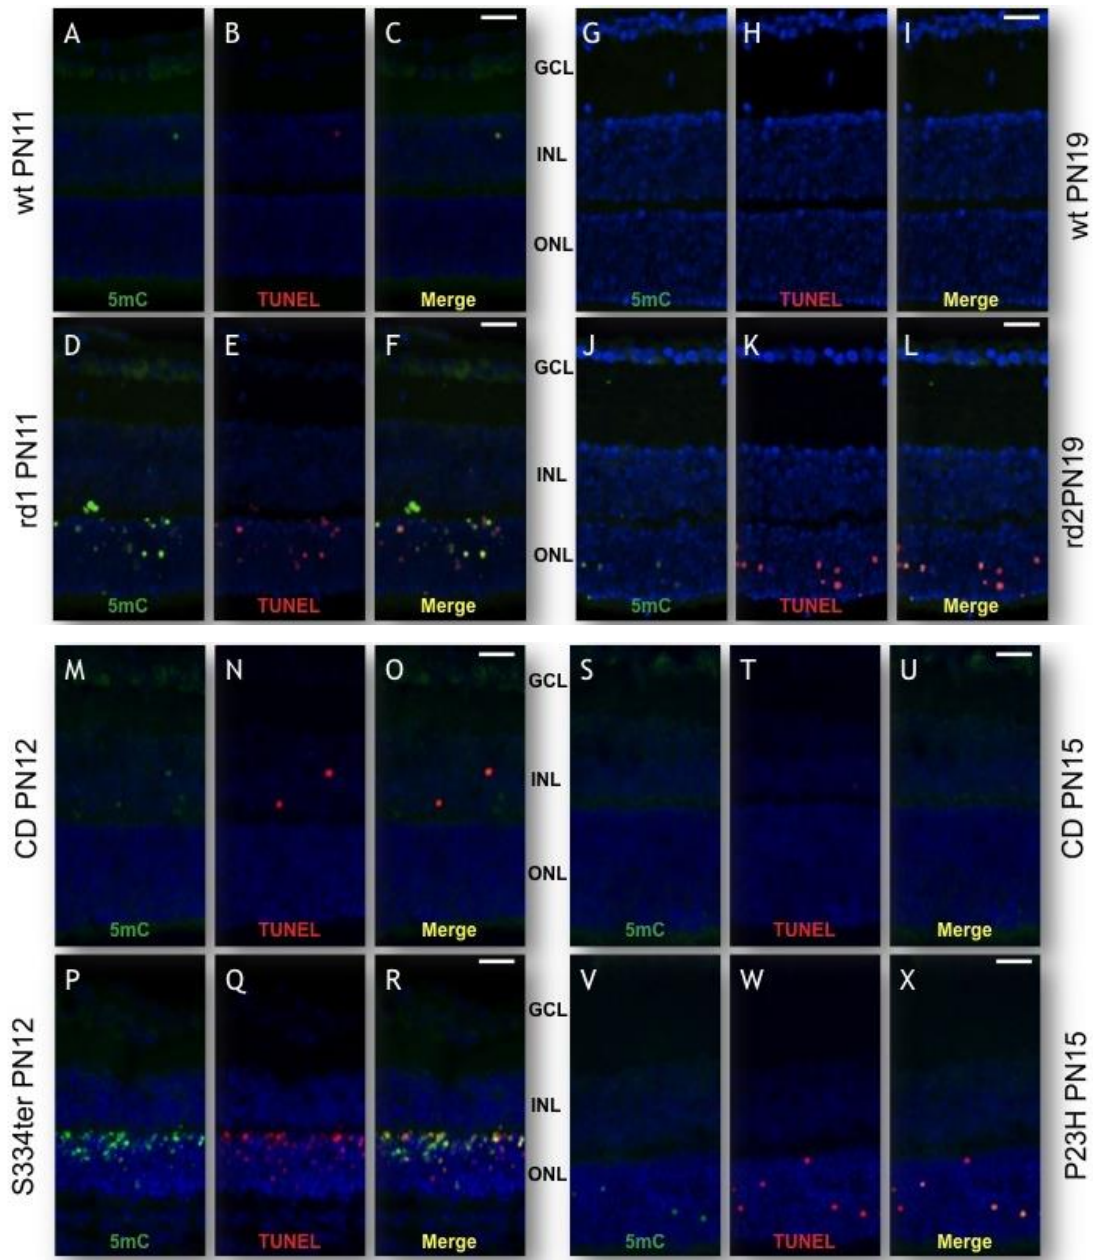 A B C G H I
GCL
INL
ONL
wt PN11
wt PN19
5mC TUNEL Merge 5mC TUNEL Merge
D E F J K L
GCL
INL
ONL
rd1 PN11
rd2PN19
5mC TUNEL Merge 5mC TUNEL Merge
M N O S T U
GCL
INL
ONL
CD PN12
CD PN15
5mC TUNEL Merge 5mC TUNEL Merge
P Q R V W X
GCL
INL
ONL
S334ter PN12
P23H PN15
5mC TUNEL Merge 5mC TUNEL Merge